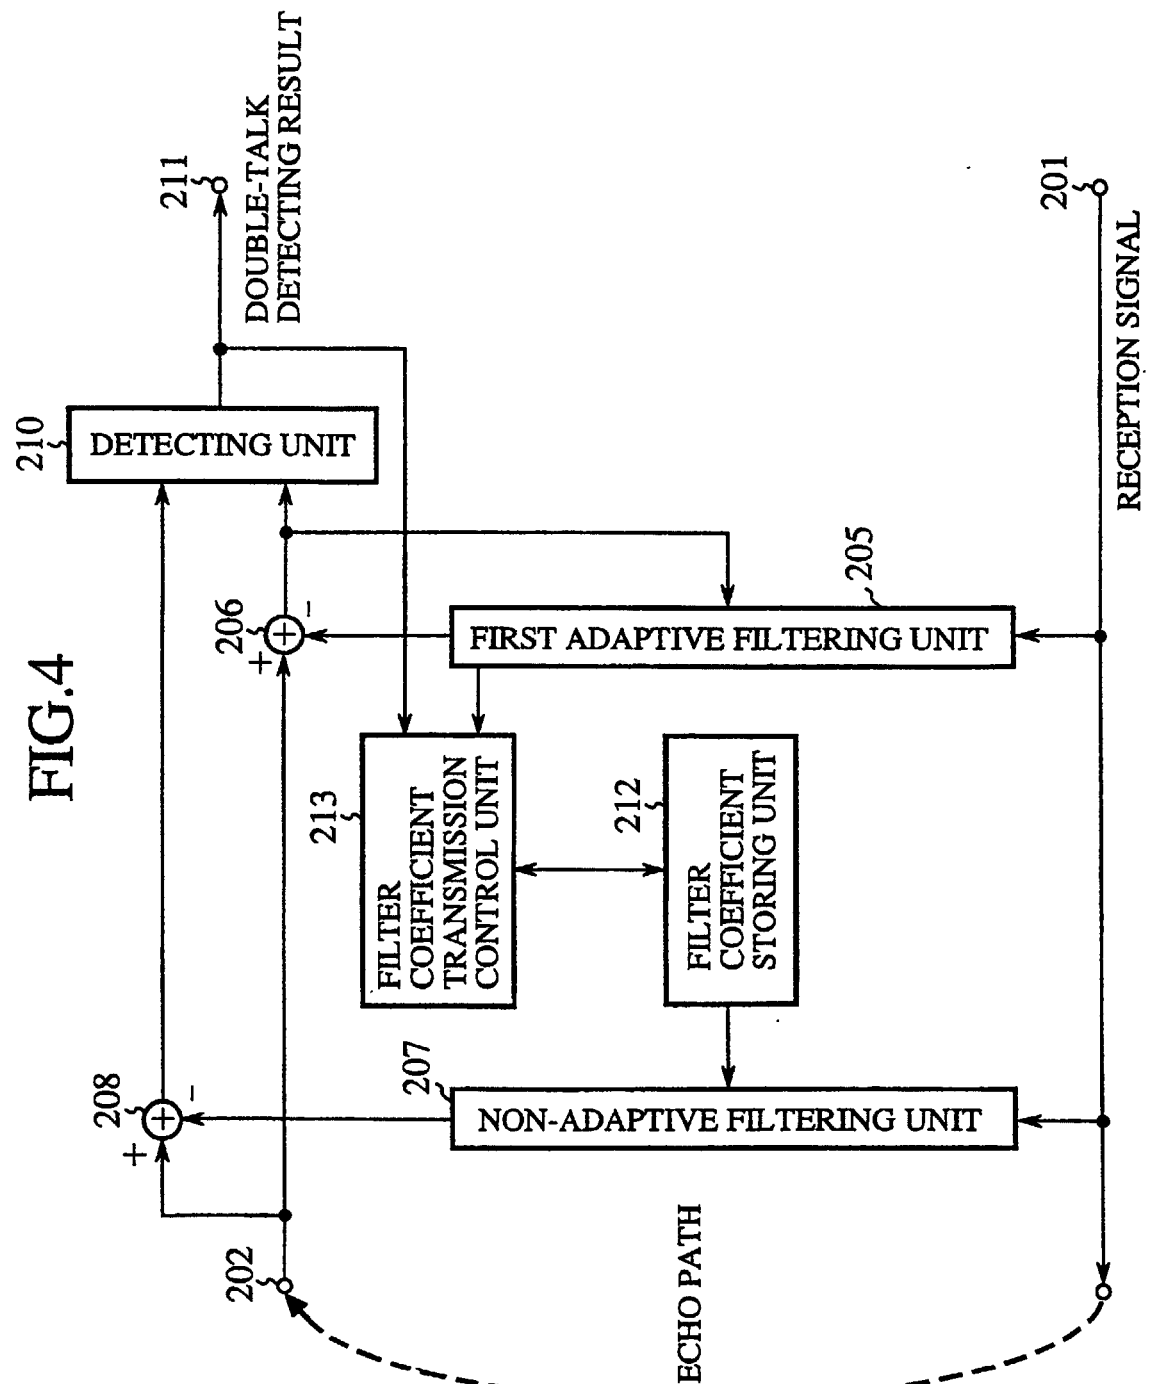 FIG.4
202
208
+
−
206
+
−
210
DETECTING UNIT
211
DOUBLE-TALK
DETECTING RESULT
213
FILTER
COEFFICIENT
TRANSMISSION
CONTROL UNIT
212
FILTER
COEFFICIENT
STORING UNIT
207
NON-ADAPTIVE FILTERING UNIT
205
FIRST ADAPTIVE FILTERING UNIT
ECHO PATH
201
RECEPTION SIGNAL